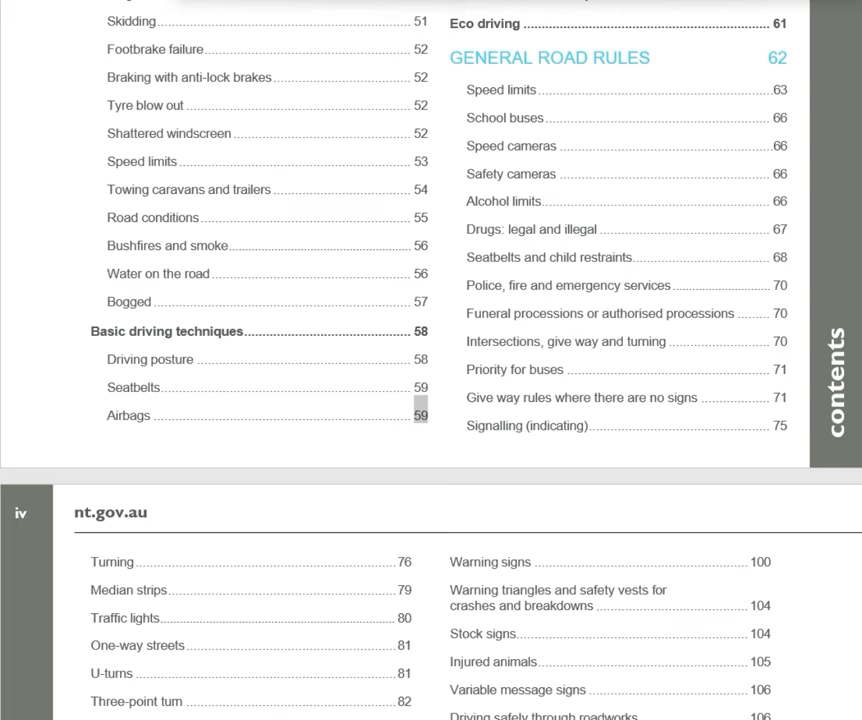 Skidding 51
Footbrake failure 52
Braking with anti-lock brakes 52
Tyre blow out 52
Shattered windscreen 52
Speed limits 53
Towing caravans and trailers 54
Road conditions 55
Bushfires and smoke 56
Water on the road 56
Bogged 57
Basic driving techniques 58
Driving posture 58
Seatbelts 59
Airbags 59
Eco driving 61
GENERAL ROAD RULES 62
Speed limits 63
School buses 66
Speed cameras 66
Safety cameras 66
Alcohol limits 66
Drugs: legal and illegal 67
Seatbelts and child restraints 68
Police, fire and emergency services 70
Funeral processions or authorised processions 70
Intersections, give way and turning 70
Priority for buses 71
Give way rules where there are no signs 71
Signalling (indicating) 75
contents
iv
nt.gov.au
Turning 76
Median strips 79
Traffic lights 80
One-way streets 81
U-turns 81
Three-point turn 82
Warning signs 100
Warning triangles and safety vests for
crashes and breakdowns 104
Stock signs 104
Injured animals 105
Variable message signs 106
Driving safely through roadworks 106